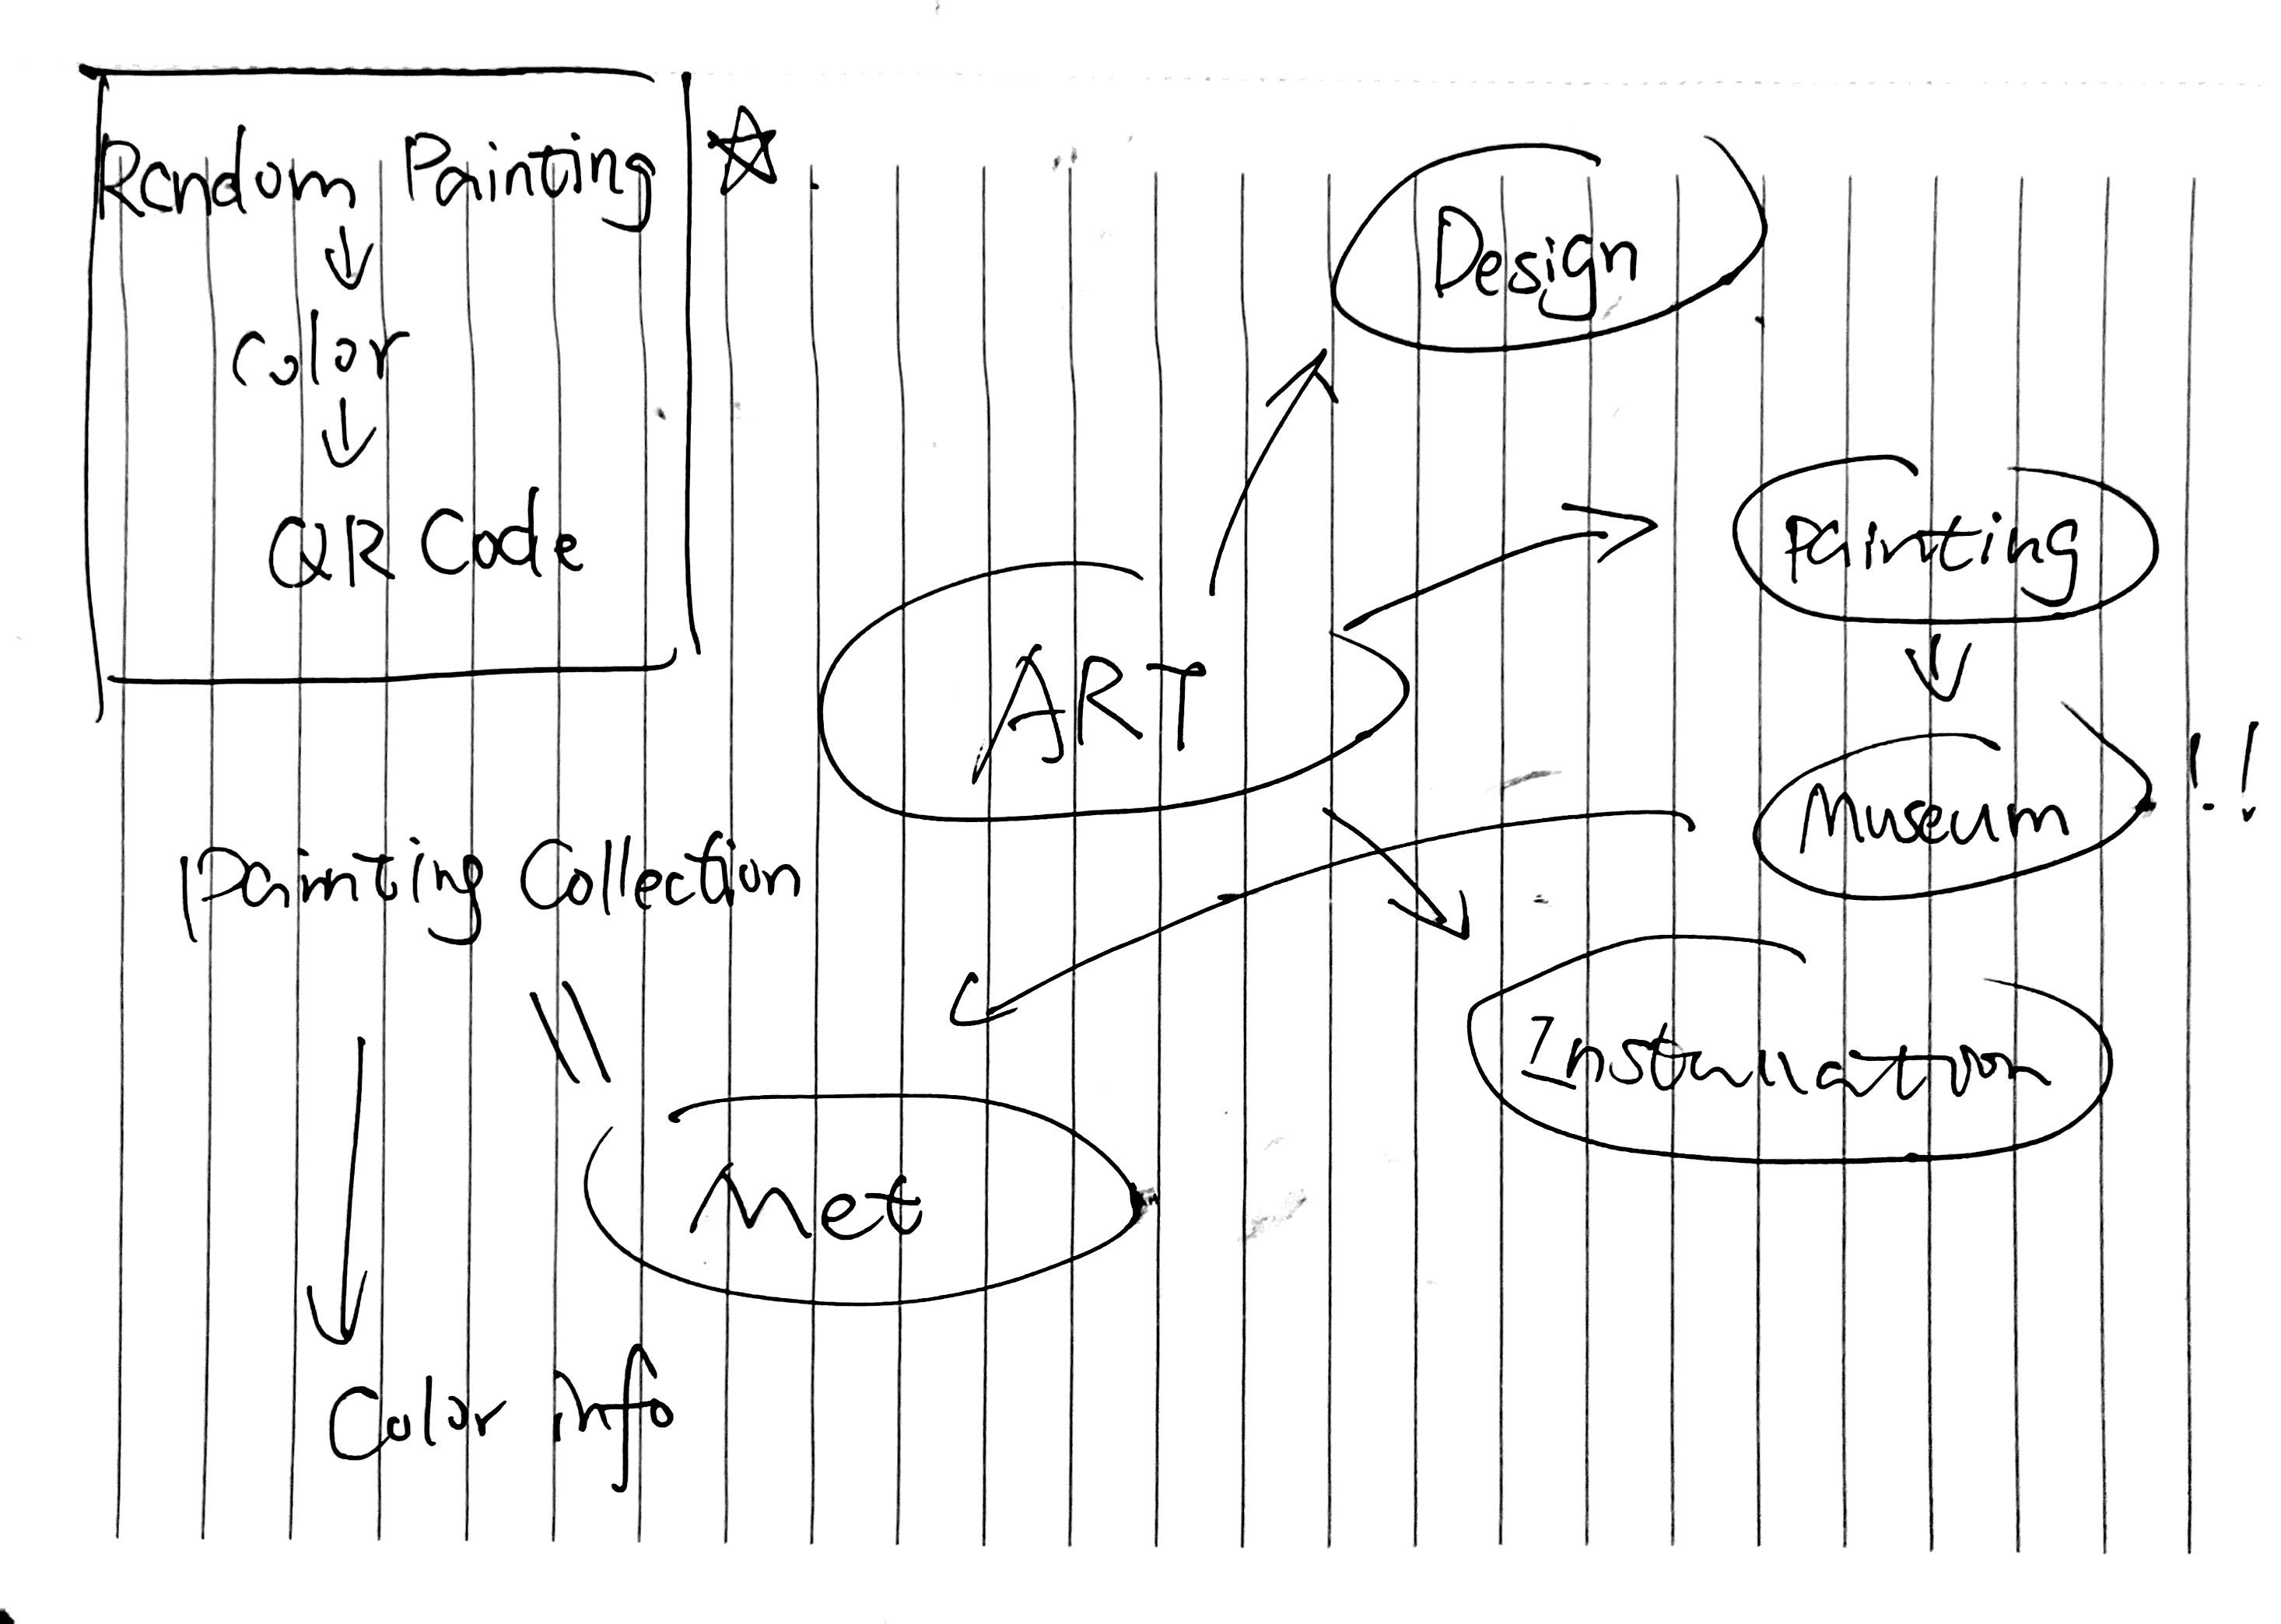 Random Painting
Color
QR Code
Design
Painting
ART
Museum !!
Painting Collection
Installation
Met
Color info